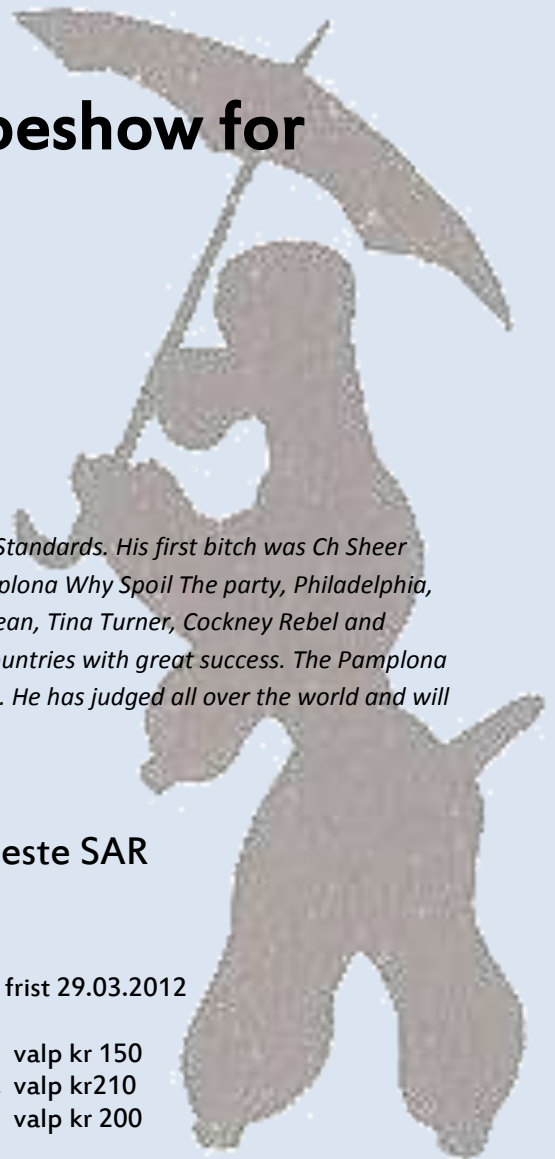 peshow for
Standards. His first bitch was Ch Sheer
plona Why Spoil The party, Philadelphia,
ean, Tina Turner, Cockney Rebel and
ountries with great success. The Pamplona
. He has judged all over the world and will
este SAR
frist 29.03.2012
valp kr 150
. valp kr210
valp kr 200